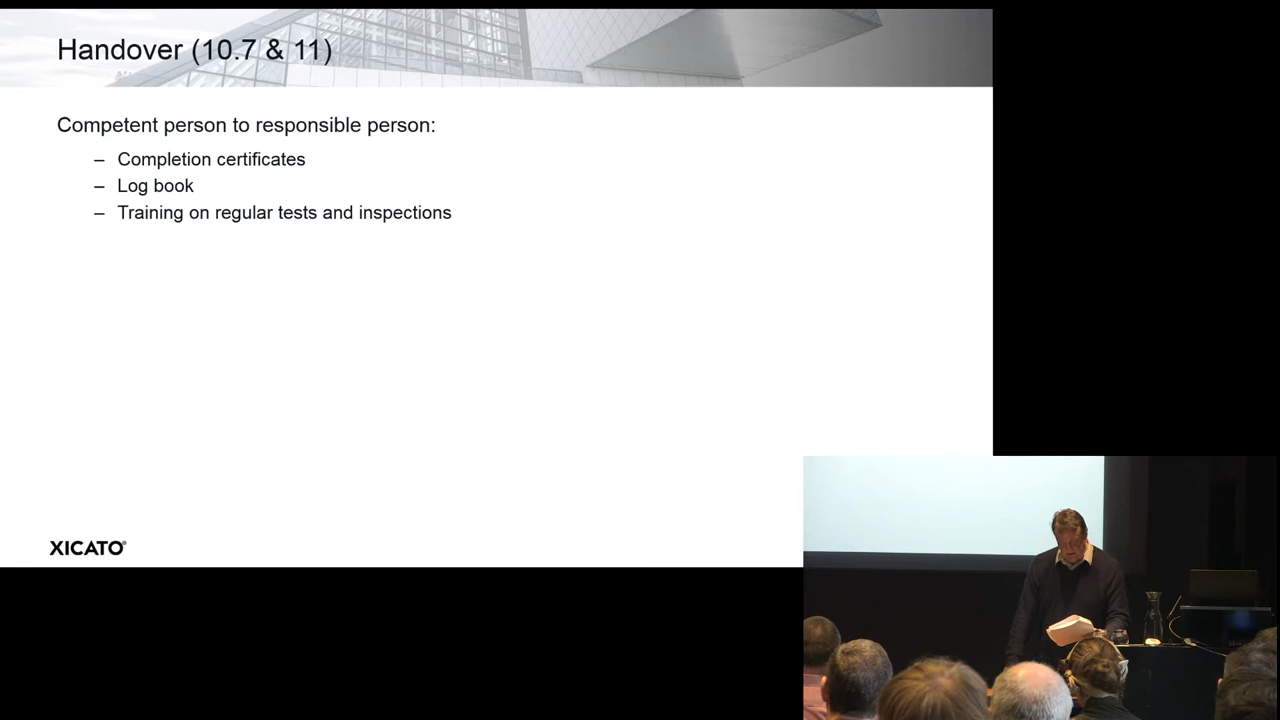 Handover (10.7 & 11)
Competent person to responsible person:
– Completion certificates
– Log book
– Training on regular tests and inspections
XICATO®